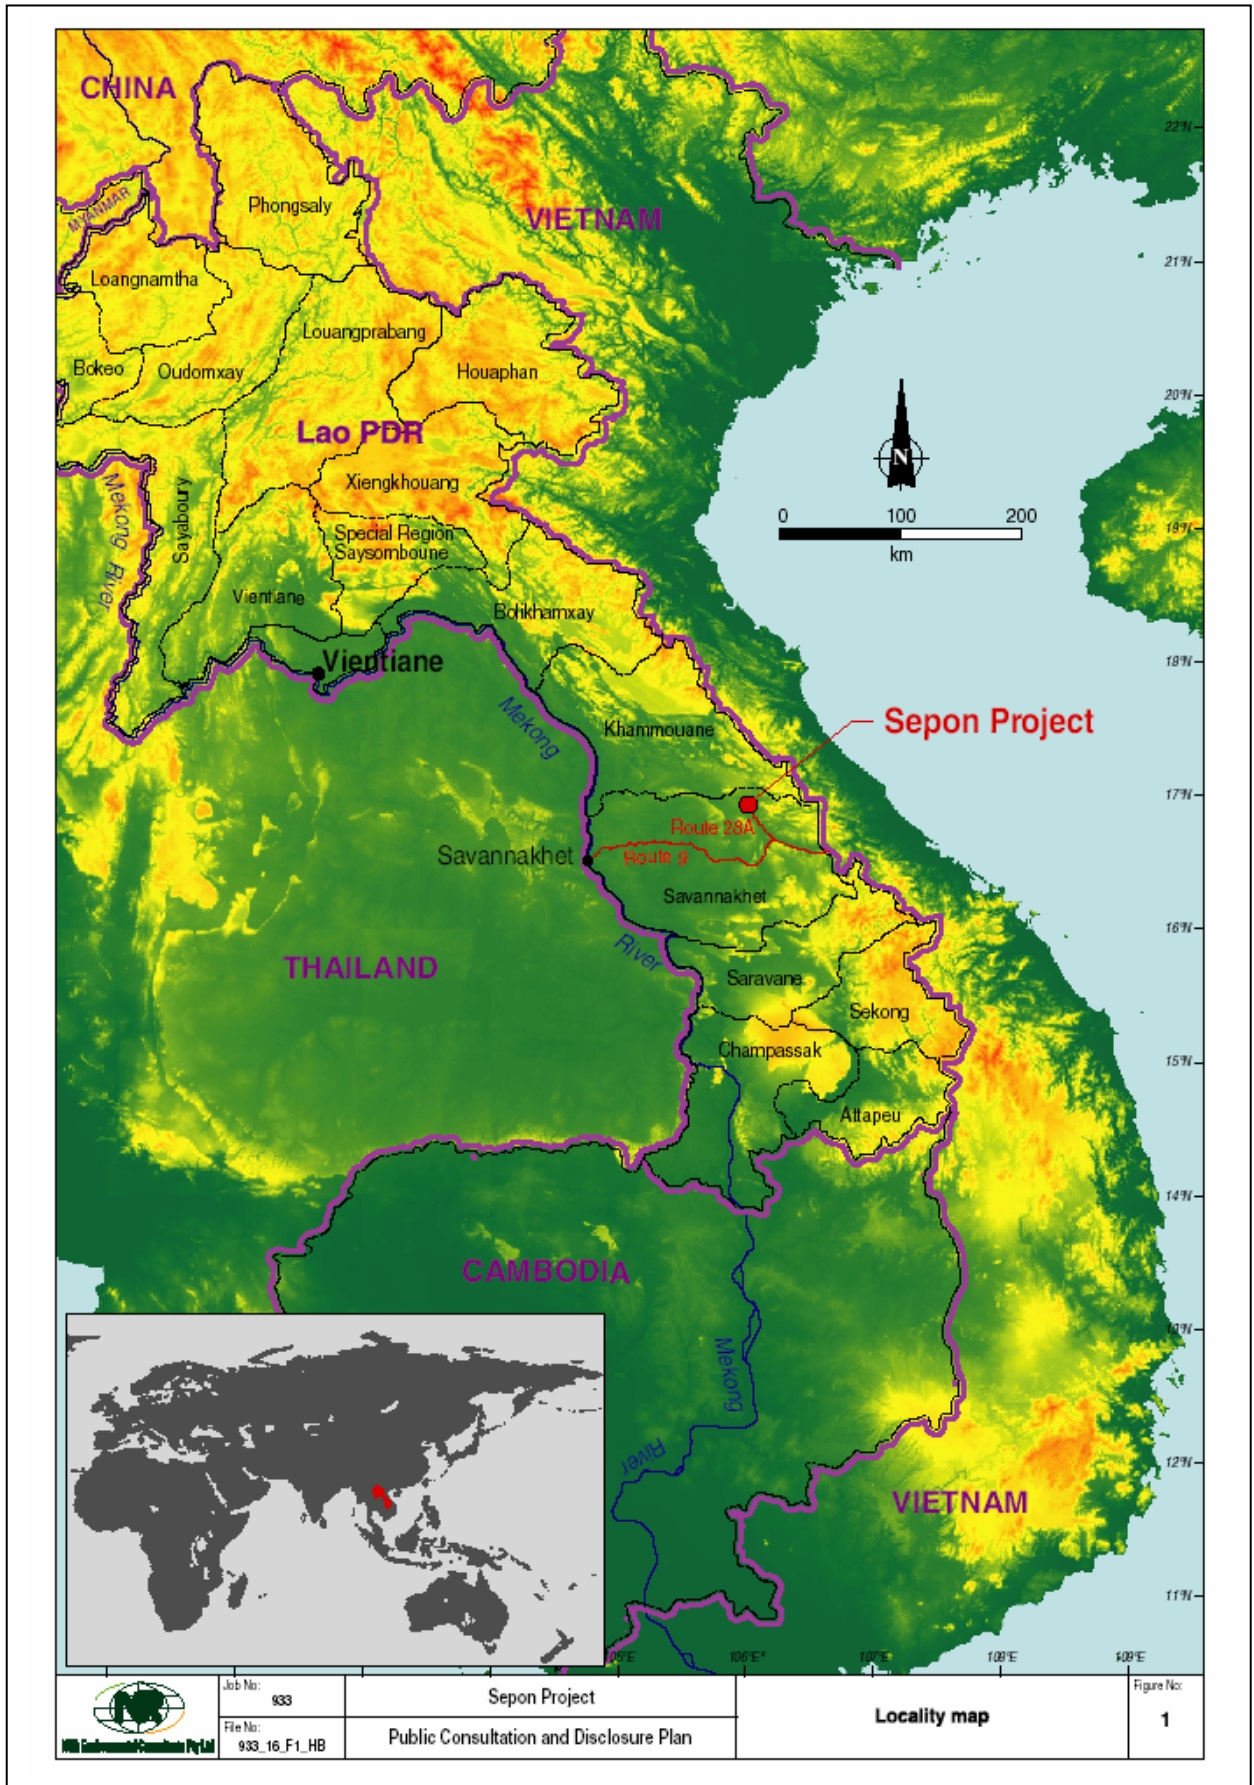 CHINA
22°N
MYANMAR
Phongsaly
VIETNAM
21°N
Loangnamtha
Louangprabang
Bokeo
Oudomxay
Houaphan
20°N
Lao PDR
N
Xiengkhouang
Mekong River
Sayaboury
0 100 200
km
19°N
Special Region
Saysomboune
Vientiane
Bolikhamxay
Vientiane
18°N
Mekong
Khammouane
Sepon Project
17°N
Route 28A
Savannakhet
Route 9
Savannakhet
16°N
River
THAILAND
Saravane
Sekong
Champassak
15°N
Attapeu
14°N
CAMBODIA
13°N
Mekong
River
12°N
VIETNAM
11°N
105°E 106°E 107°E 108°E 109°E
Job No:
933
File No:
933_16_F1_HB
Sepon Project
Public Consultation and Disclosure Plan
Locality map
Figure No:
1